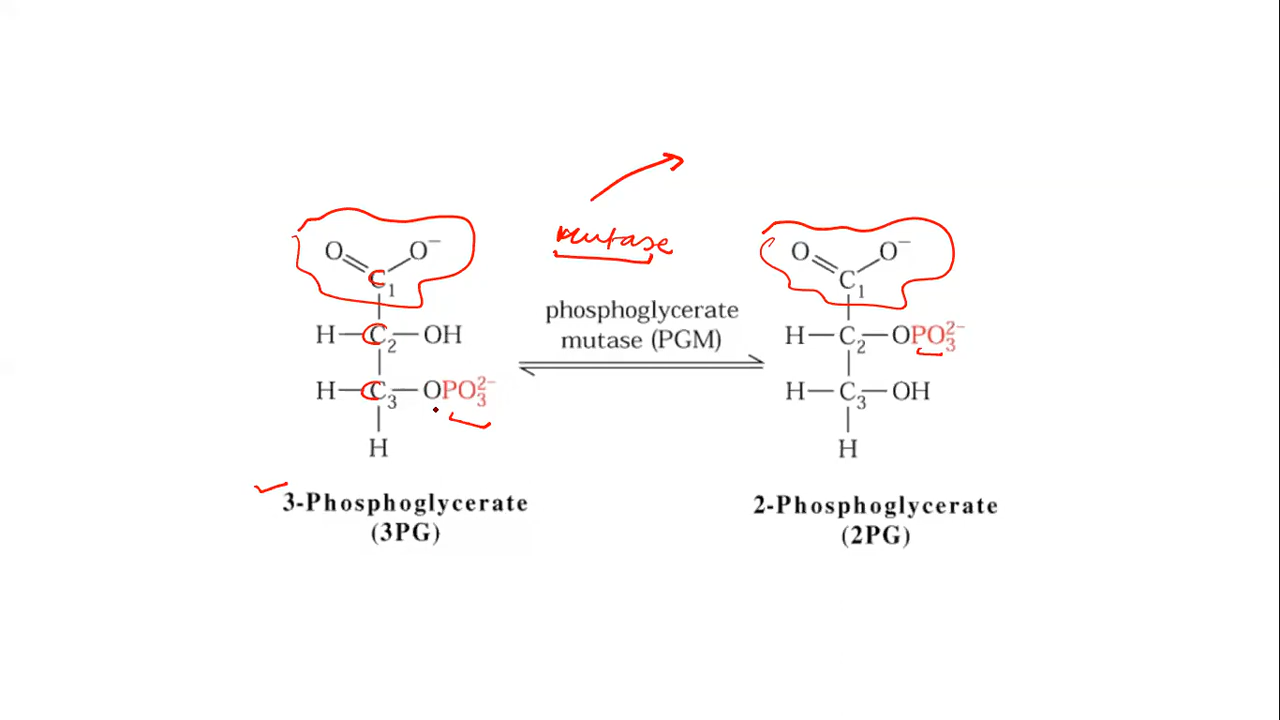 mutase
O O⁻
C₁
H—C₂—OH
H—C₃—OPO₃²⁻
H
3-Phosphoglycerate
(3PG)
phosphoglycerate
mutase (PGM)
O O⁻
C₁
H—C₂—OPO₃²⁻
H—C₃—OH
H
2-Phosphoglycerate
(2PG)